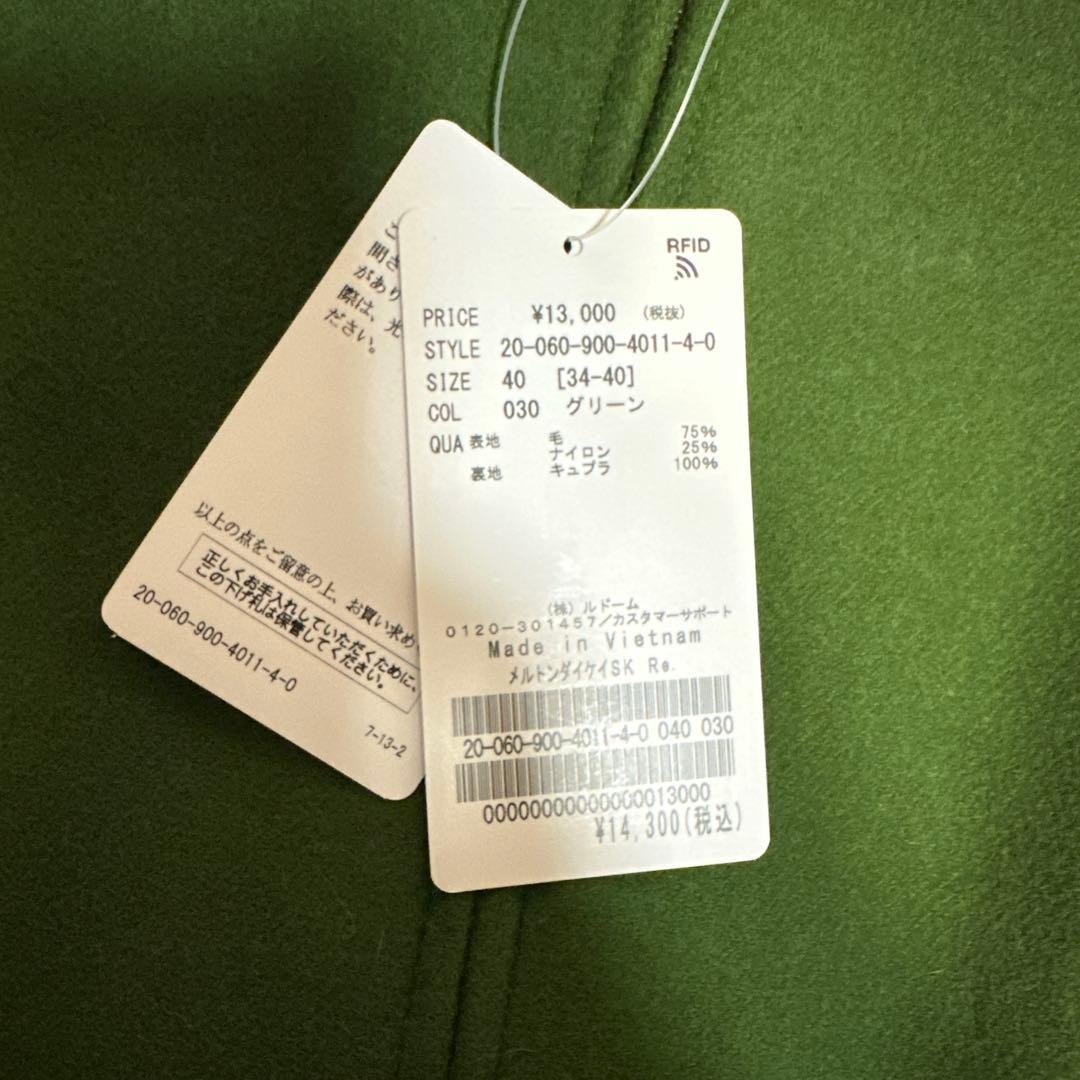 開さ
があり
際は、光
ださい。
以上の点をご留意の上、お買い求め
正しくお手入れしていただくために、
この下げ札は保管してください。
20-060-900-4011-4-0
7-13-2
RFID
PRICE ¥13,000 (税抜)
STYLE 20-060-900-4011-4-0
SIZE 40 [34-40]
COL 030 グリーン
QUA 表地 毛 75%
ナイロン 25%
裏地 キュプラ 100%
(株)ルドーム
0120-301457/カスタマーサポート
Made in Vietnam
メルトンダイケイSK Re.
20-060-900-4011-4-0 040 030
¥14,300(税込)